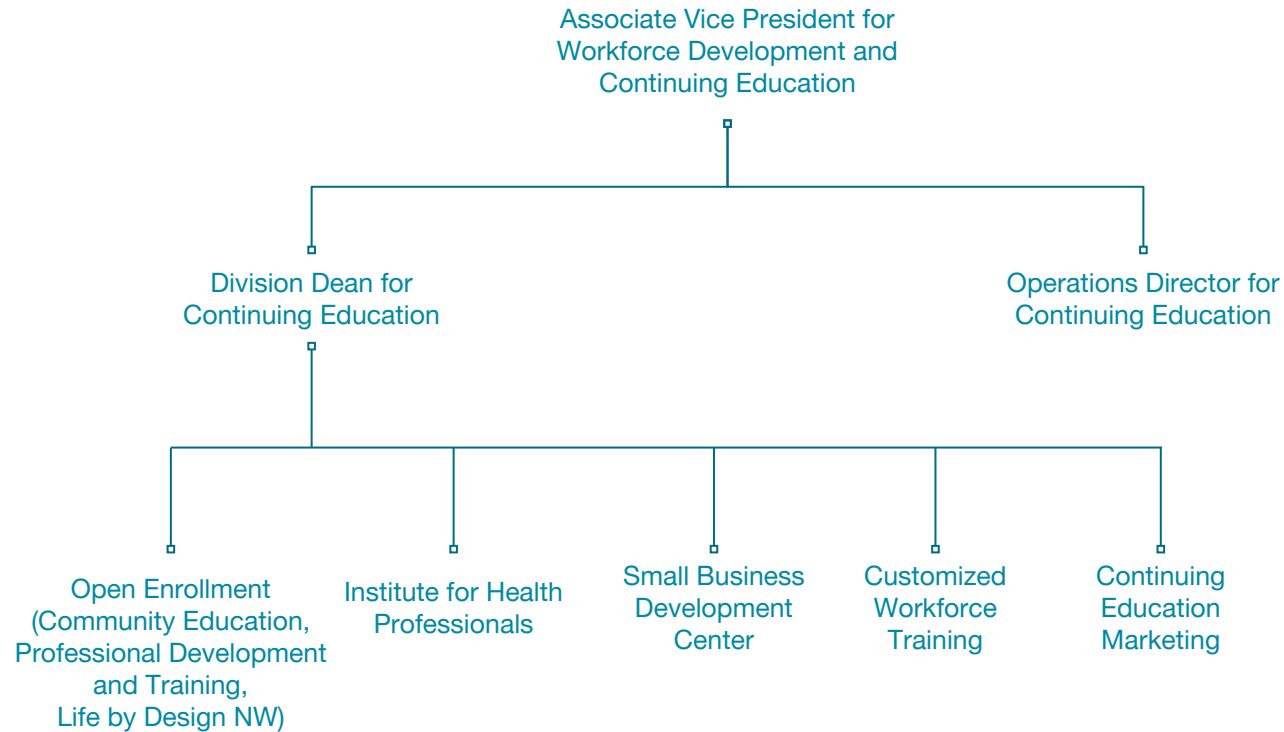 Associate Vice President for
Workforce Development and
Continuing Education
Division Dean for
Continuing Education
Operations Director for
Continuing Education
Open Enrollment
(Community Education,
Professional Development
and Training,
Life by Design NW)
Institute for Health
Professionals
Small Business
Development
Center
Customized
Workforce
Training
Continuing
Education
Marketing